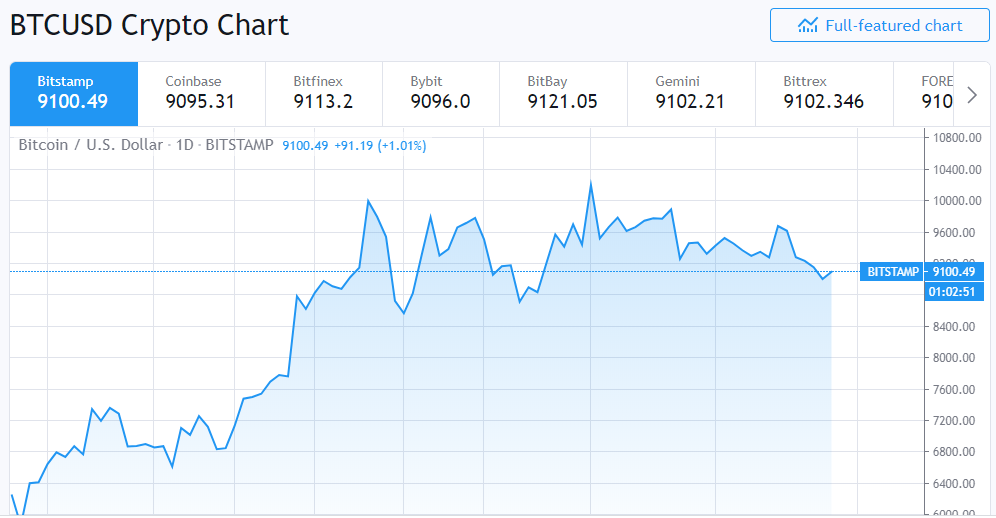 BTCUSD Crypto Chart
Full-featured chart
Bitstamp
9100.49
Coinbase
9095.31
Bitfinex
9113.2
Bybit
9096.0
BitBay
9121.05
Gemini
9102.21
Bittrex
9102.346
FORE
910
Bitcoin / U.S. Dollar · 1D · BITSTAMP 9100.49 +91.19 (+1.01%)
10800.00
10400.00
10000.00
9600.00
BITSTAMP 9100.49
01:02:51
8400.00
8000.00
7600.00
7200.00
6800.00
6400.00
6000.00